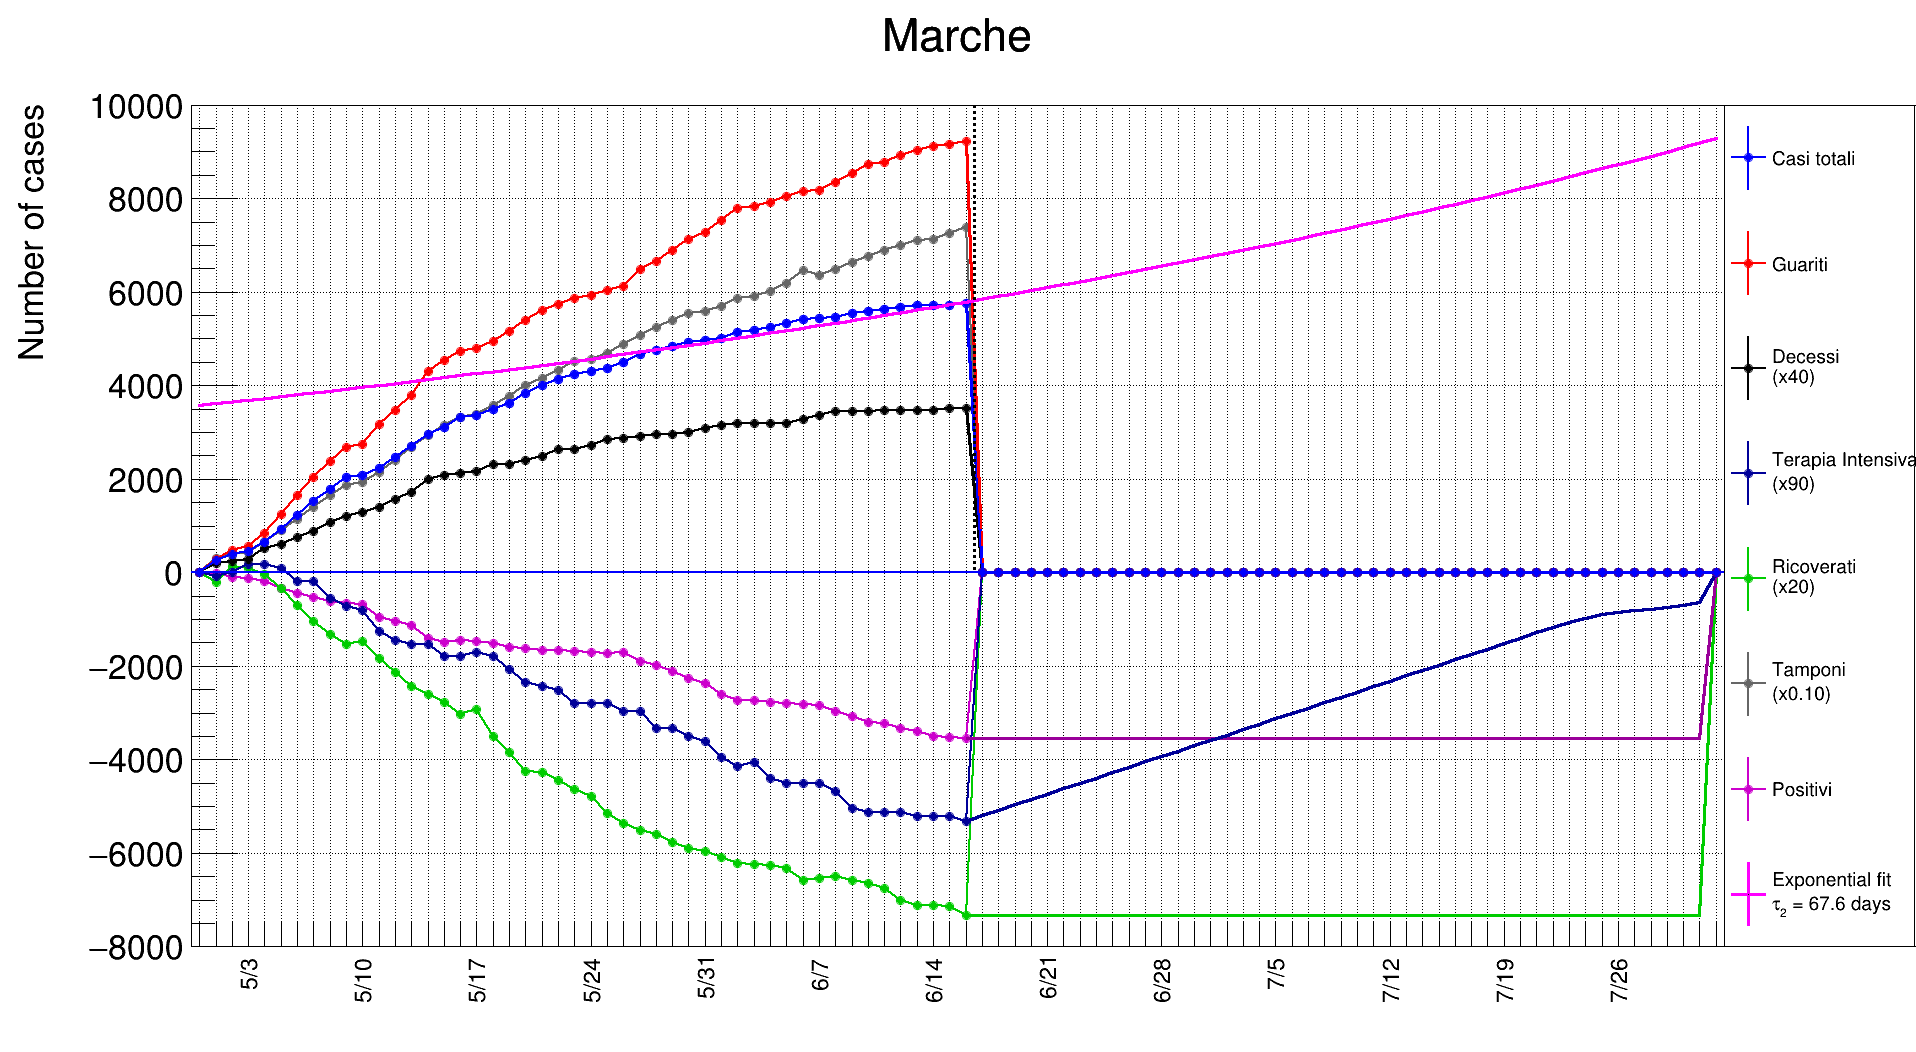 Marche
Number of cases
10000
8000
6000
4000
2000
0
−2000
−4000
−6000
−8000
5/3
5/10
5/17
5/24
5/31
6/7
6/14
6/21
6/28
7/5
7/12
7/19
7/26
Casi totali
Guariti
Decessi
(x40)
Terapia Intensiva
(x90)
Ricoverati
(x20)
Tamponi
(x0.10)
Positivi
Exponential fit
τ2 = 67.6 days